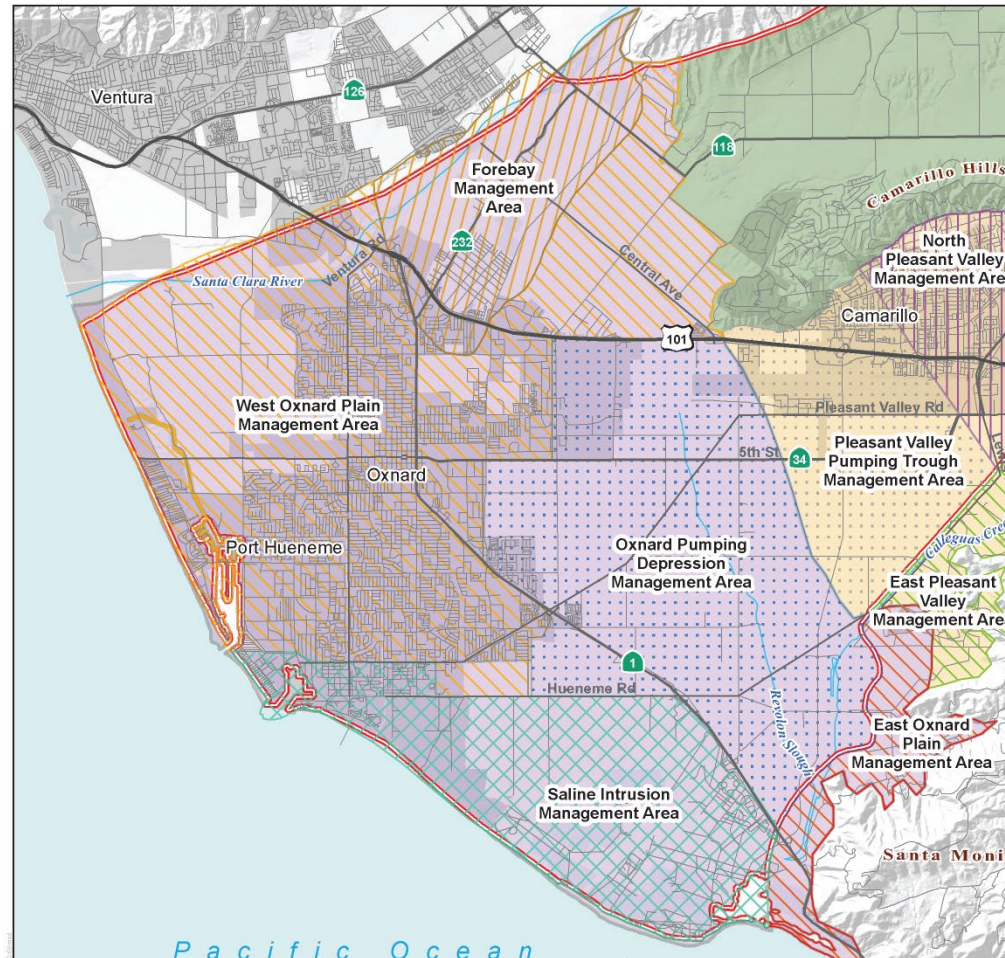 Ventura
126
118
Forebay
Management
Area
Camarillo Hills
232
North
Pleasant Valley
Management Area
Central Ave
Ventura Rd
Santa Clara River
Camarillo
101
West Oxnard Plain
Management Area
Pleasant Valley Rd
Pleasant Valley
Pumping Trough
Management Area
5th St
34
Oxnard
Port Hueneme
Oxnard Pumping
Depression
Management Area
Calleguas Cre
East Pleasant
Valley
Management Area
1
Hueneme Rd
Revolon Slough
East Oxnard
Plain
Management Area
Saline Intrusion
Management Area
Santa Moni
Pacific Ocean